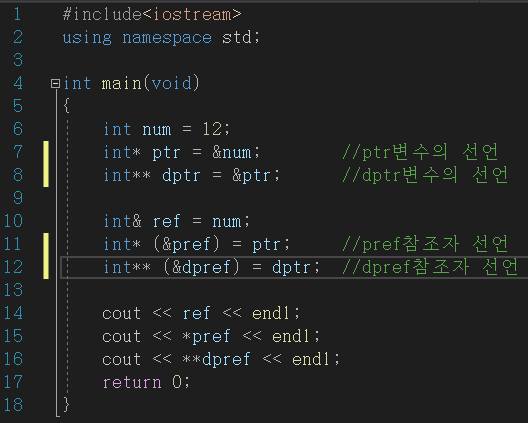 1 #include<iostream>
2 using namespace std;
3
4 int main(void)
5 {
6 int num = 12;
7 int* ptr = &num; //ptr변수의 선언
8 int** dptr = &ptr; //dptr변수의 선언
9
10 int& ref = num;
11 int* (&pref) = ptr; //pref참조자 선언
12 int** (&dpref) = dptr; //dpref참조자 선언
13
14 cout << ref << endl;
15 cout << *pref << endl;
16 cout << **dpref << endl;
17 return 0;
18 }